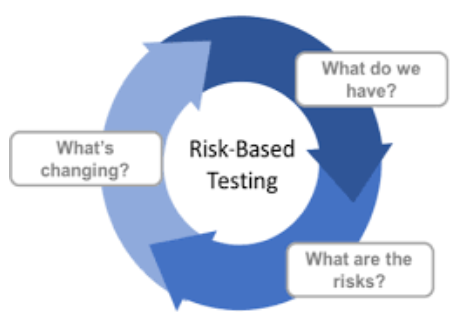 What do we
have?
Risk-Based
Testing
What's
changing?
What are the
risks?